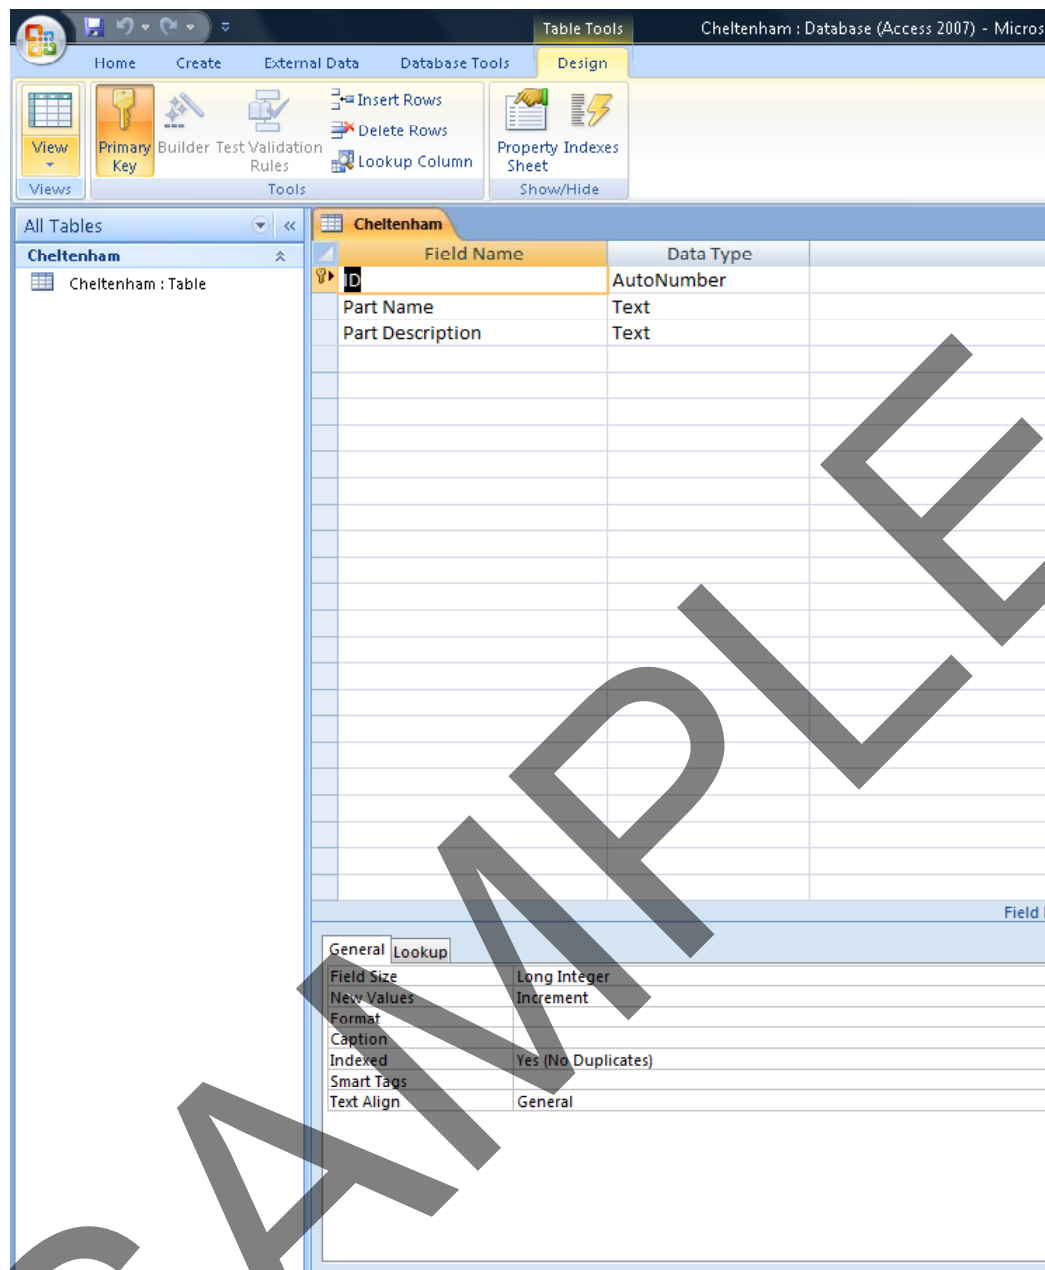 Table Tools
Cheltenham : Database (Access 2007) - Micros
Home Create External Data Database Tools Design
View
Primary Key
Builder
Test Validation Rules
Insert Rows
Delete Rows
Lookup Column
Property Sheet
Indexes
Views
Tools
Show/Hide
All Tables
Cheltenham
Cheltenham : Table
Cheltenham
Field Name Data Type
ID AutoNumber
Part Name Text
Part Description Text
Field
General Lookup
Field Size Long Integer
New Values Increment
Format
Caption
Indexed Yes (No Duplicates)
Smart Tags
Text Align General
SAMPLE